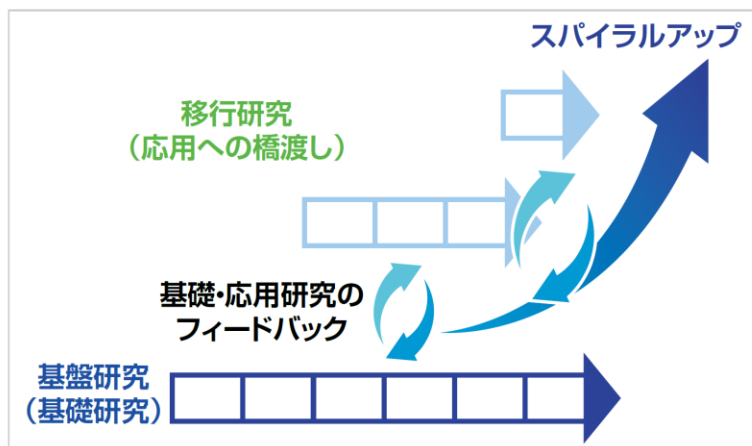 スパイラルアップ
移行研究
（応用への橋渡し）
基礎・応用研究の
フィードバック
基盤研究
（基礎研究）